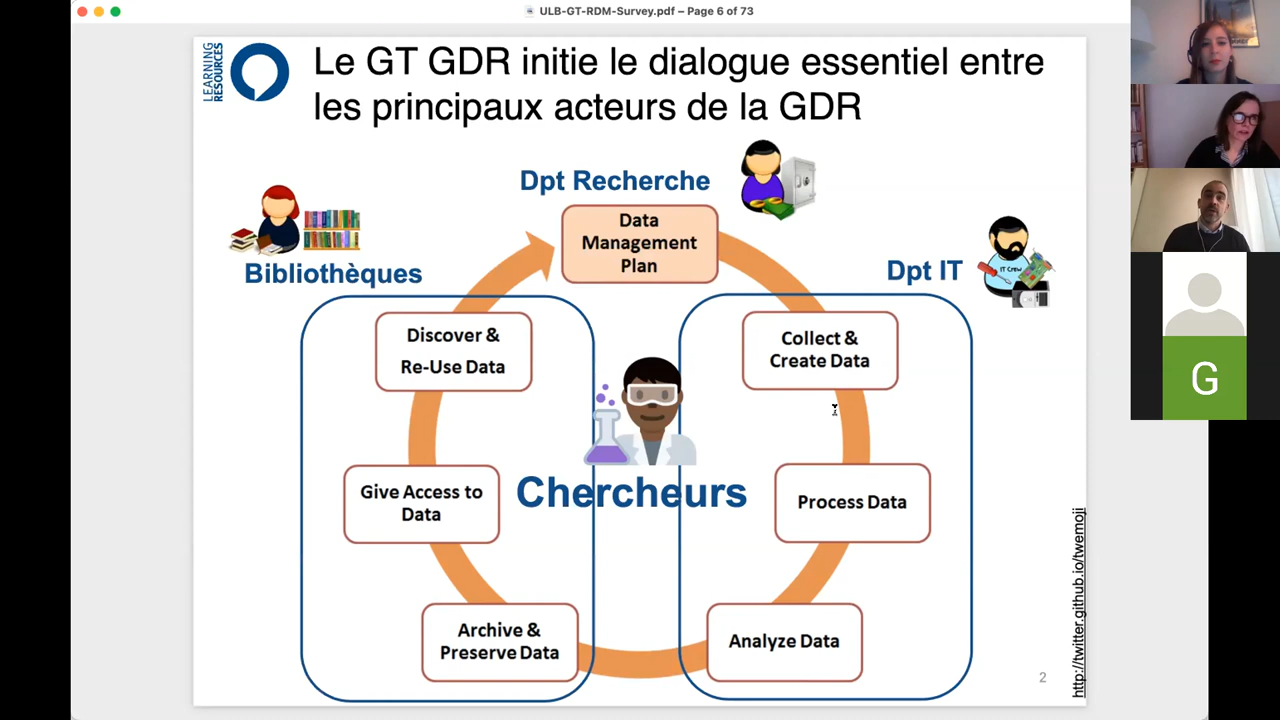 ULB-GT-RDM-Survey.pdf – Page 6 of 73
LEARNING
RESOURCES
Le GT GDR initie le dialogue essentiel entre
les principaux acteurs de la GDR
Dpt Recherche
Data
Management
Plan
Bibliothèques
Dpt IT
IT Crew
Discover &
Re-Use Data
Collect &
Create Data
Give Access to
Data
Chercheurs
Process Data
Archive &
Preserve Data
Analyze Data
2
http://twitter.github.io/twemoji
G